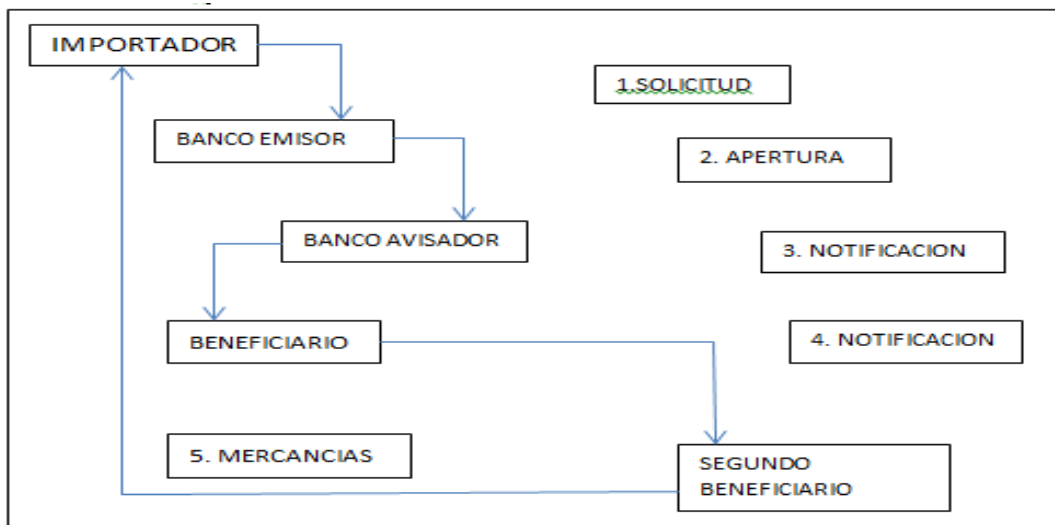 IMPORTADOR
1.SOLICITUD
BANCO EMISOR
2. APERTURA
BANCO AVISADOR
3. NOTIFICACION
BENEFICIARIO
4. NOTIFICACION
5. MERCANCIAS
SEGUNDO
BENEFICIARIO